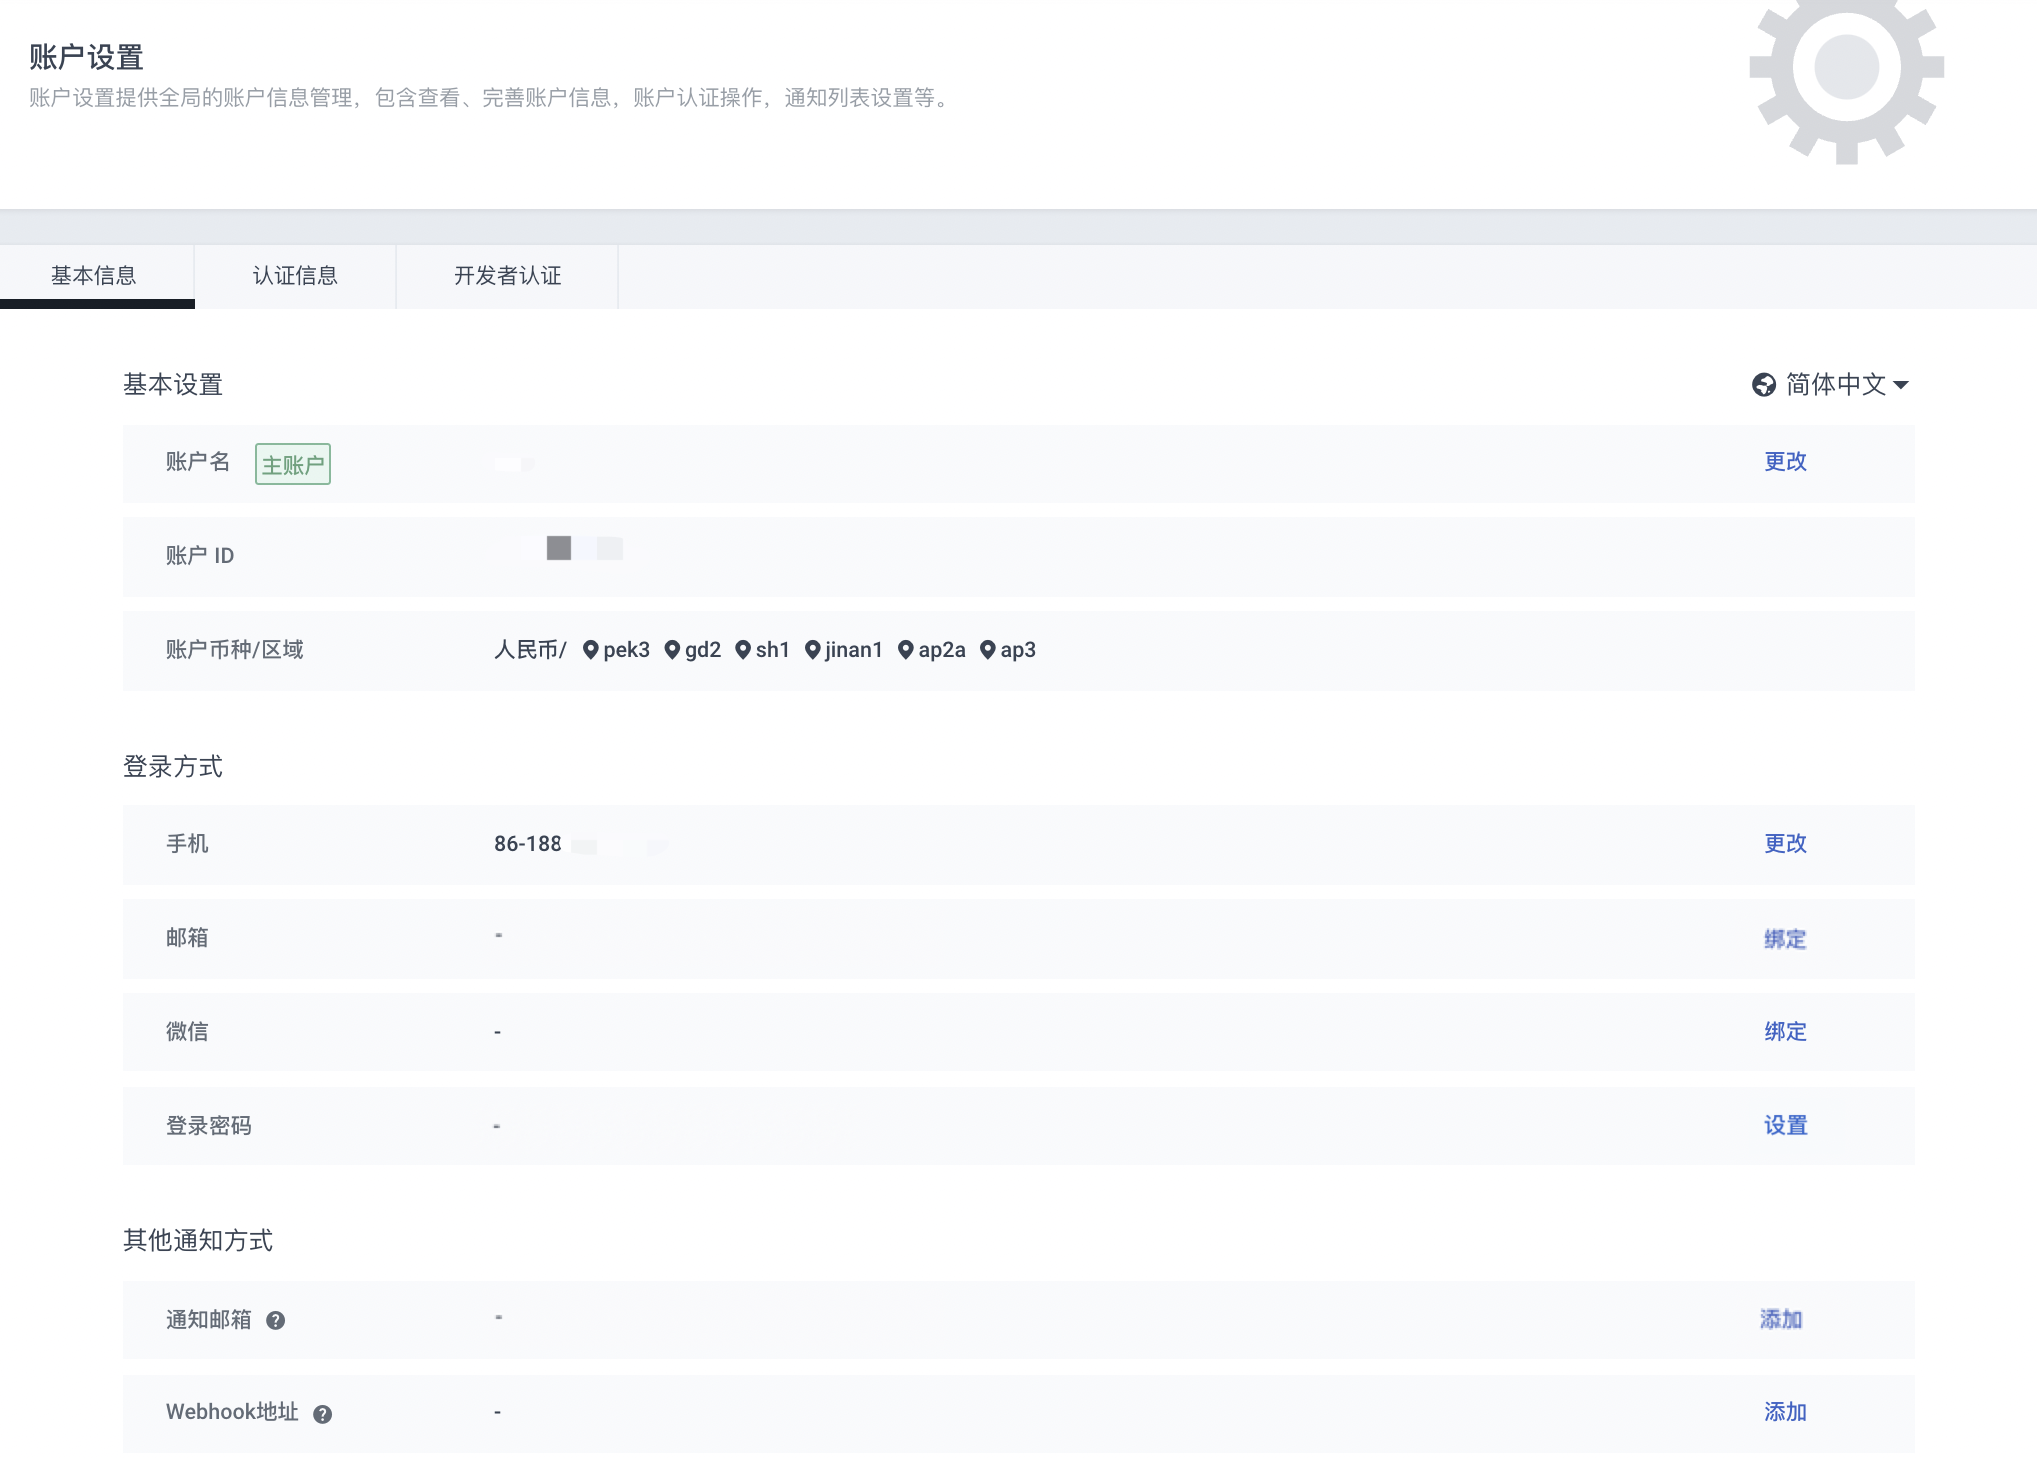 账户设置
账户设置提供全局的账户信息管理，包含查看、完善账户信息，账户认证操作，通知列表设置等。
基本信息 认证信息 开发者认证
基本设置 简体中文
账户名 主账户 更改
账户 ID
账户币种/区域 人民币/ pek3 gd2 sh1 jinan1 ap2a ap3
登录方式
手机 86-188 更改
邮箱 - 绑定
微信 - 绑定
登录密码 - 设置
其他通知方式
通知邮箱 ? - 添加
Webhook地址 ? - 添加